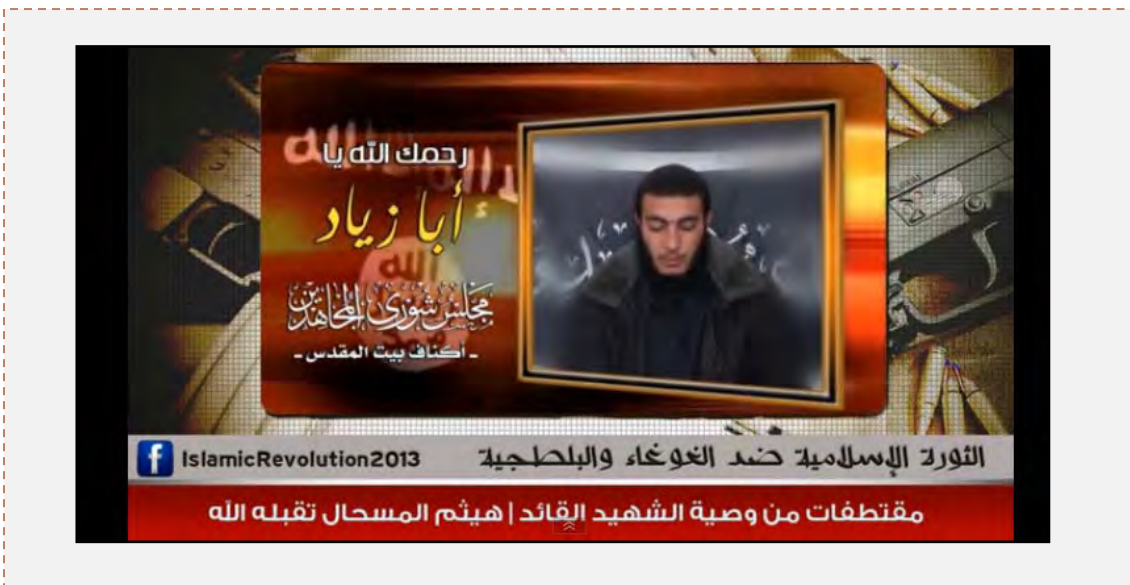 رحمك الله يا
أبا زياد
مجلس شورى المجاهدين
- أكناف بيت المقدس -
الله
IslamicRevolution2013
الثورة الإسلامية ضد الغوغاء والبلطجية
مقتطفات من وصية الشهيد القائد | هيثم المسحال تقبله الله